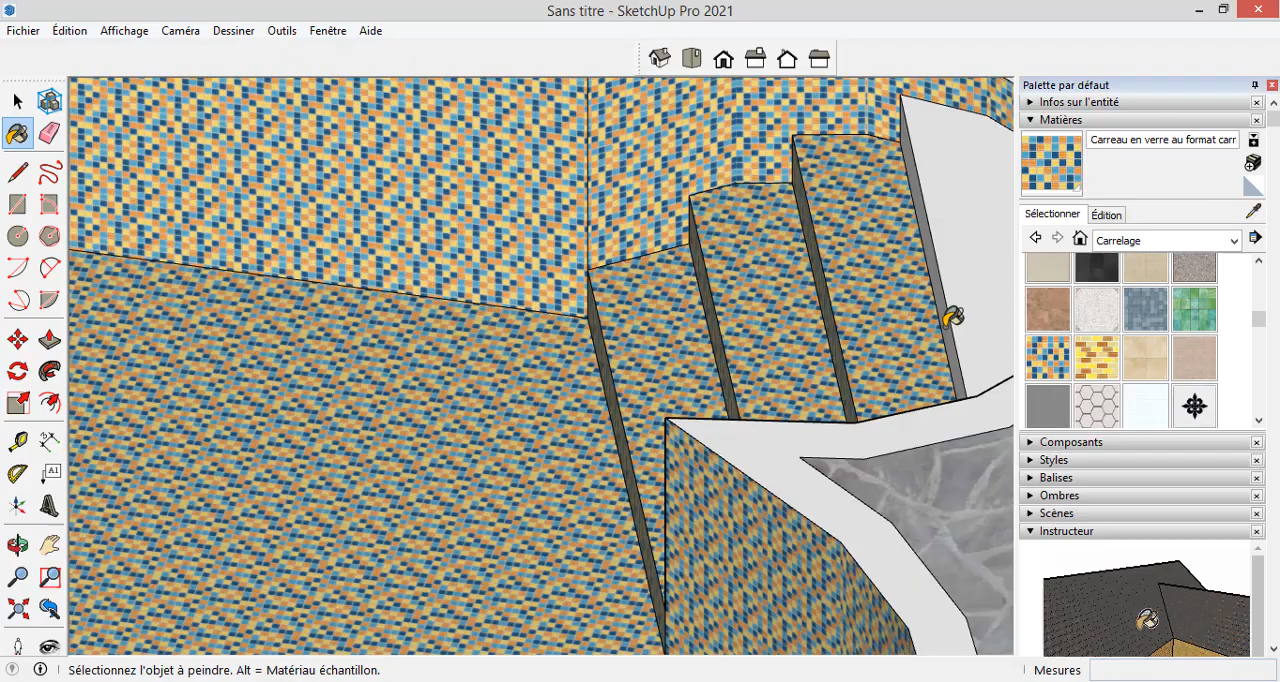 Sans titre - SketchUp Pro 2021
Fichier Édition Affichage Caméra Dessiner Outils Fenêtre Aide
Palette par défaut
Infos sur l'entité
Matières
Carreau en verre au format carr
Sélectionner Édition
Carrelage
A1
Composants
Styles
Balises
Ombres
Scènes
Instructeur
Sélectionnez l'objet à peindre. Alt = Matériau échantillon.
Mesures